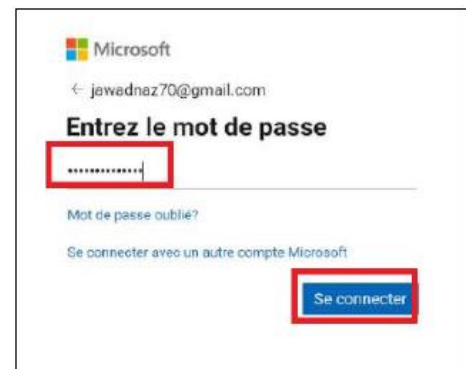 Microsoft
← jawadnaz70@gmail.com
Entrez le mot de passe
••••••••••••••
Mot de passe oublié?
Se connecter avec un autre compte Microsoft
Se connecter